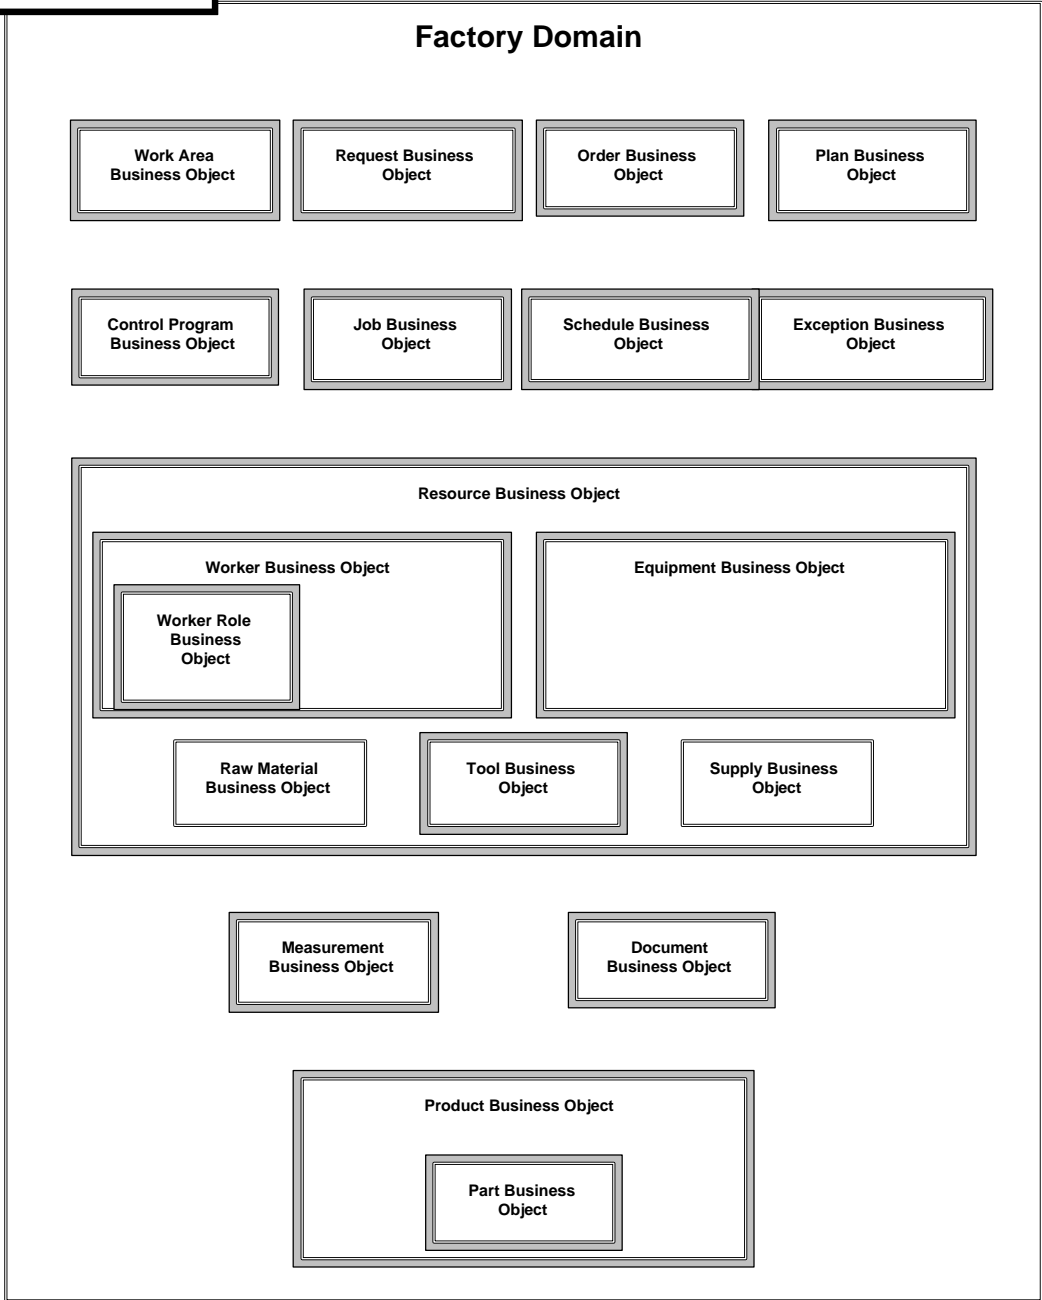 Factory Domain
Work Area
Business Object
Request Business
Object
Order Business
Object
Plan Business
Object
Control Program
Business Object
Job Business
Object
Schedule Business
Object
Exception Business
Object
Resource Business Object
Worker Business Object
Equipment Business Object
Worker Role
Business
Object
Raw Material
Business Object
Tool Business
Object
Supply Business
Object
Measurement
Business Object
Document
Business Object
Product Business Object
Part Business
Object